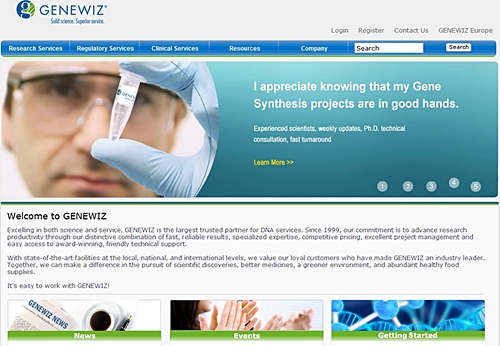 GENEWIZ®
Solid science. Superior service.
Login Register Contact Us GENEWIZ Europe
Research Services Regulatory Services Clinical Services Resources Company Search Search
GENEWIZ
I appreciate knowing that my Gene
Synthesis projects are in good hands.
Experienced scientists, weekly updates, Ph.D. technical
consultation, fast turnaround
Learn More >>
1 2 3 4 5
Welcome to GENEWIZ
Excelling in both science and service, GENEWIZ is the largest trusted partner for DNA services. Since 1999, our commitment is to advance research
productivity through our distinctive combination of fast, reliable results, specialized expertise, competitive pricing, excellent project management and
easy access to award-winning, friendly technical support.
With state-of-the-art facilities at the local, national, and international levels, we value our loyal customers who have made GENEWIZ an industry leader.
Together, we can make a difference in the pursuit of scientific discoveries, better medicines, a greener environment, and abundant healthy food
supplies.
It's easy to work with GENEWIZ!
GENEWIZ NEWS
News Events Getting Started